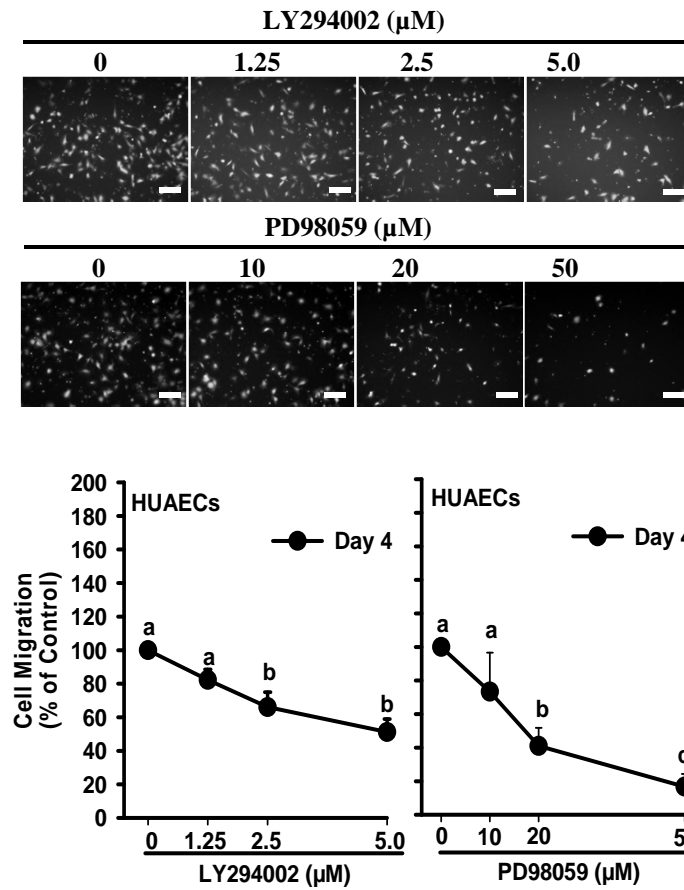 LY294002 (µM)
0 1.25 2.5 5.0
PD98059 (µM)
0 10 20 50
200
180
160
140
120
100
80
60
40
20
0
Cell Migration
(% of Control)
HUAECs
Day 4
a
a
b
b
0 1.25 2.5 5.0
LY294002 (µM)
HUAECs
Day
a
a
b
0 10 20
PD98059 (µM)